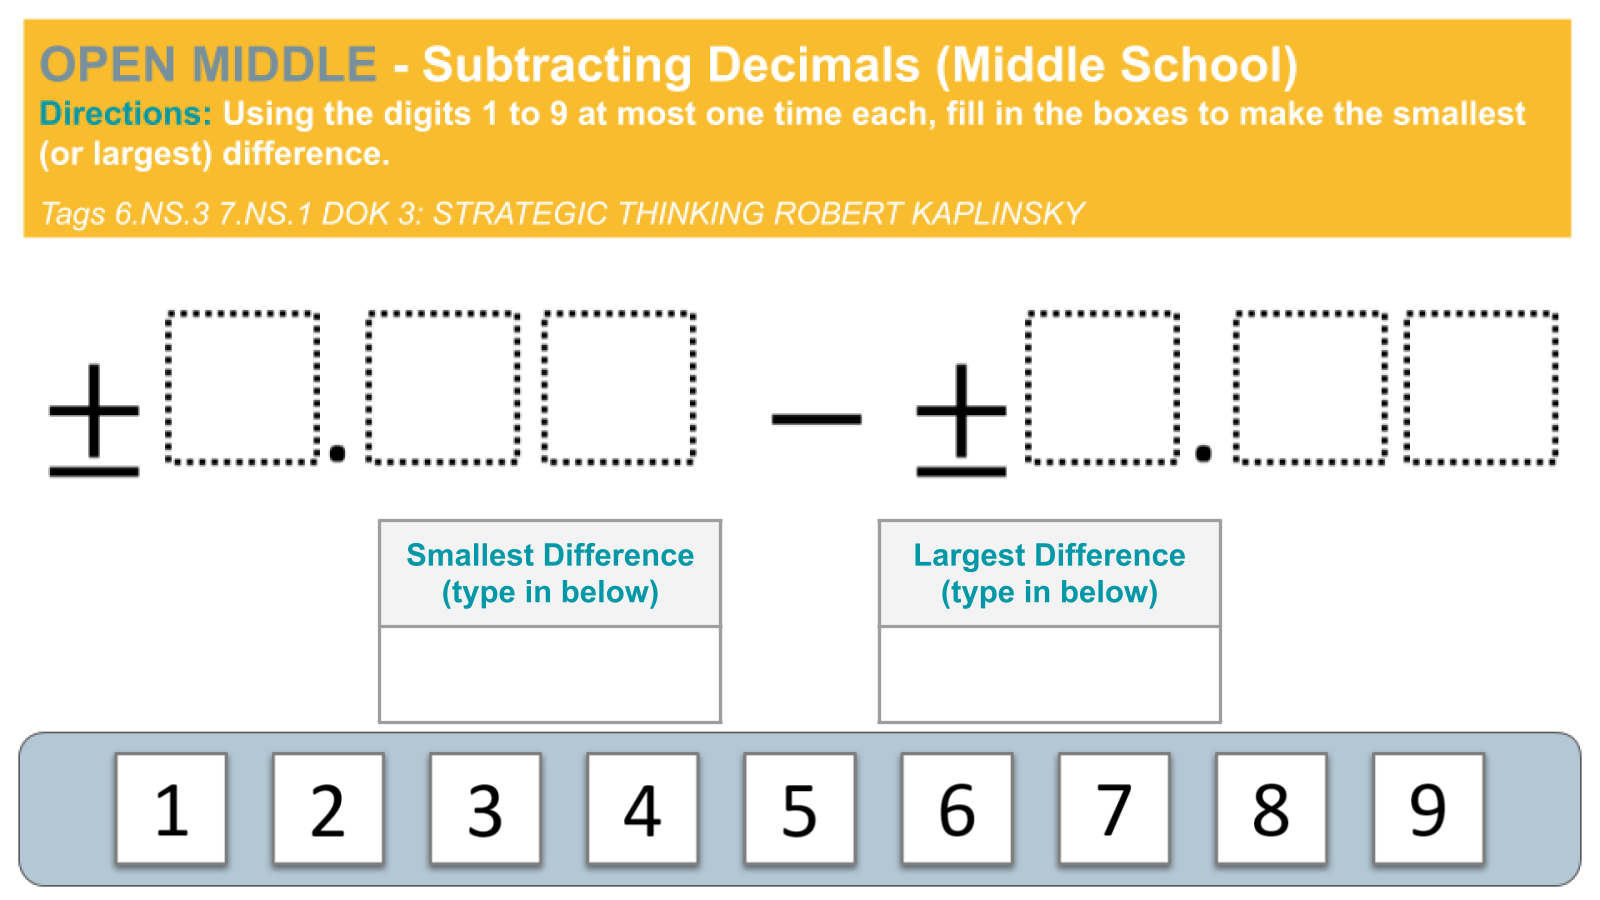 OPEN MIDDLE - Subtracting Decimals (Middle School)
Directions: Using the digits 1 to 9 at most one time each, fill in the boxes to make the smallest
(or largest) difference.
Tags 6.NS.3 7.NS.1 DOK 3: STRATEGIC THINKING ROBERT KAPLINSKY
± . − ± .
Smallest Difference
(type in below)
Largest Difference
(type in below)
1 2 3 4 5 6 7 8 9